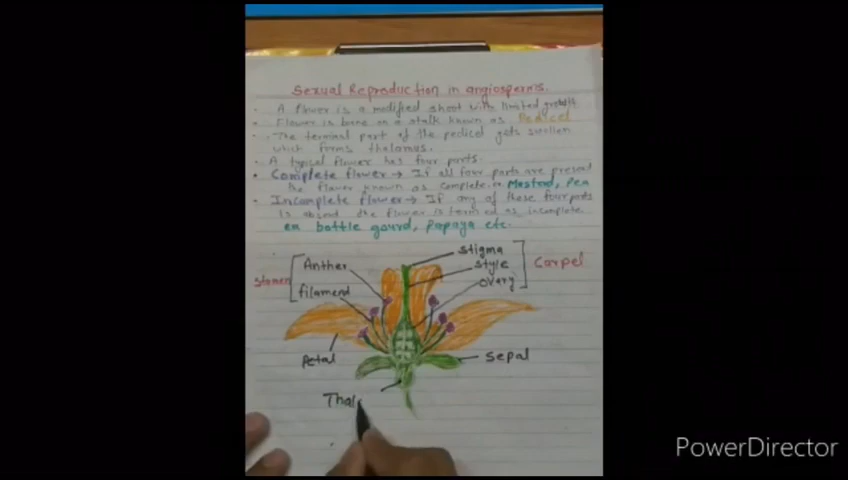 Sexual Reproduction in angiosperms.
A flower is a modified shoot with limited growth
Flower is borne on a stalk known as Pedicel
The terminal part of the pedicel gets swollen
which forms thalamus.
A typical flower has four parts.
Complete flower → If all four parts are present
the flower known as complete. ex Mustard, Pea
Incomplete flower → If any of these four parts
is absent the flower is termed as incomplete
ex bottle gourd, Papaya etc.
Stamen
Anther
filament
Stigma
style
ovary
Carpel
Petal
Sepal
Thal
PowerDirector